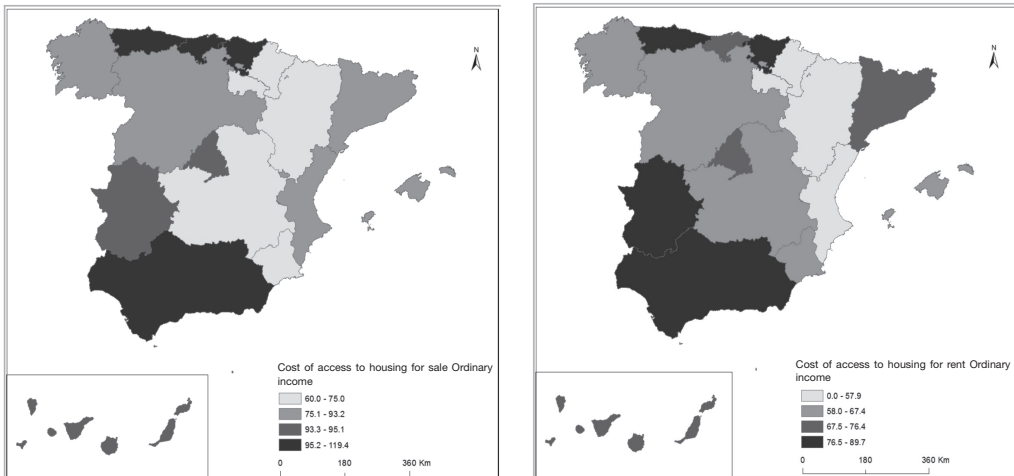 N
Cost of access to housing for sale Ordinary
income
60.0 - 75.0
75.1 - 93.2
93.3 - 95.1
95.2 - 119.4
0 180 360 Km
N
Cost of access to housing for rent Ordinary
income
0.0 - 57.9
58.0 - 67.4
67.5 - 76.4
76.5 - 89.7
0 180 360 Km